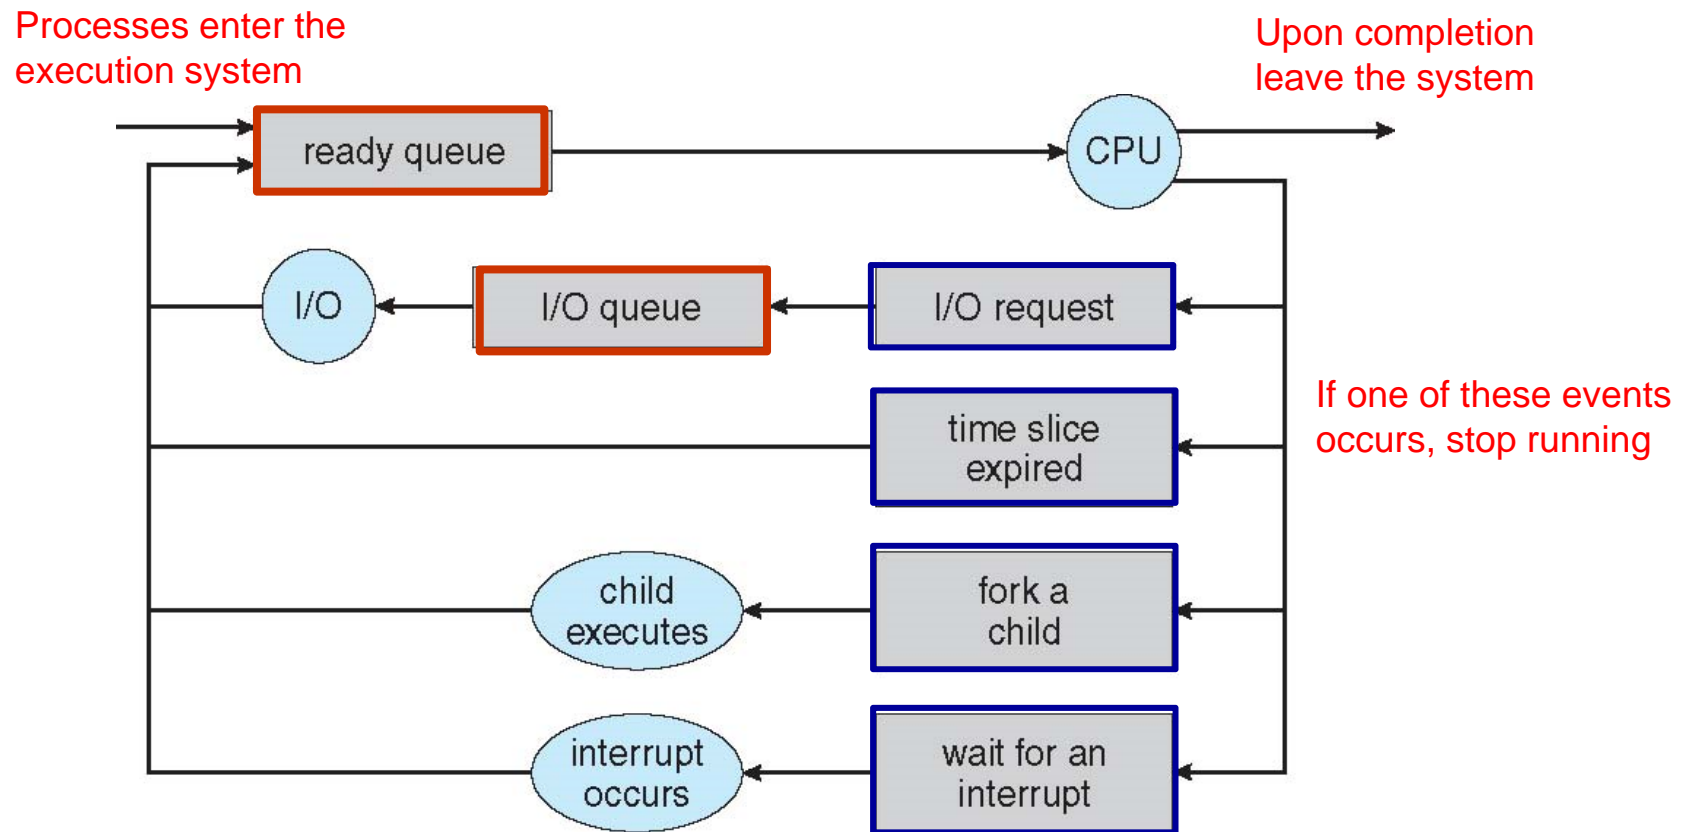 Processes enter the
execution system
Upon completion
leave the system
ready queue
CPU
I/O
I/O queue
I/O request
time slice
expired
If one of these events
occurs, stop running
child
executes
fork a
child
interrupt
occurs
wait for an
interrupt